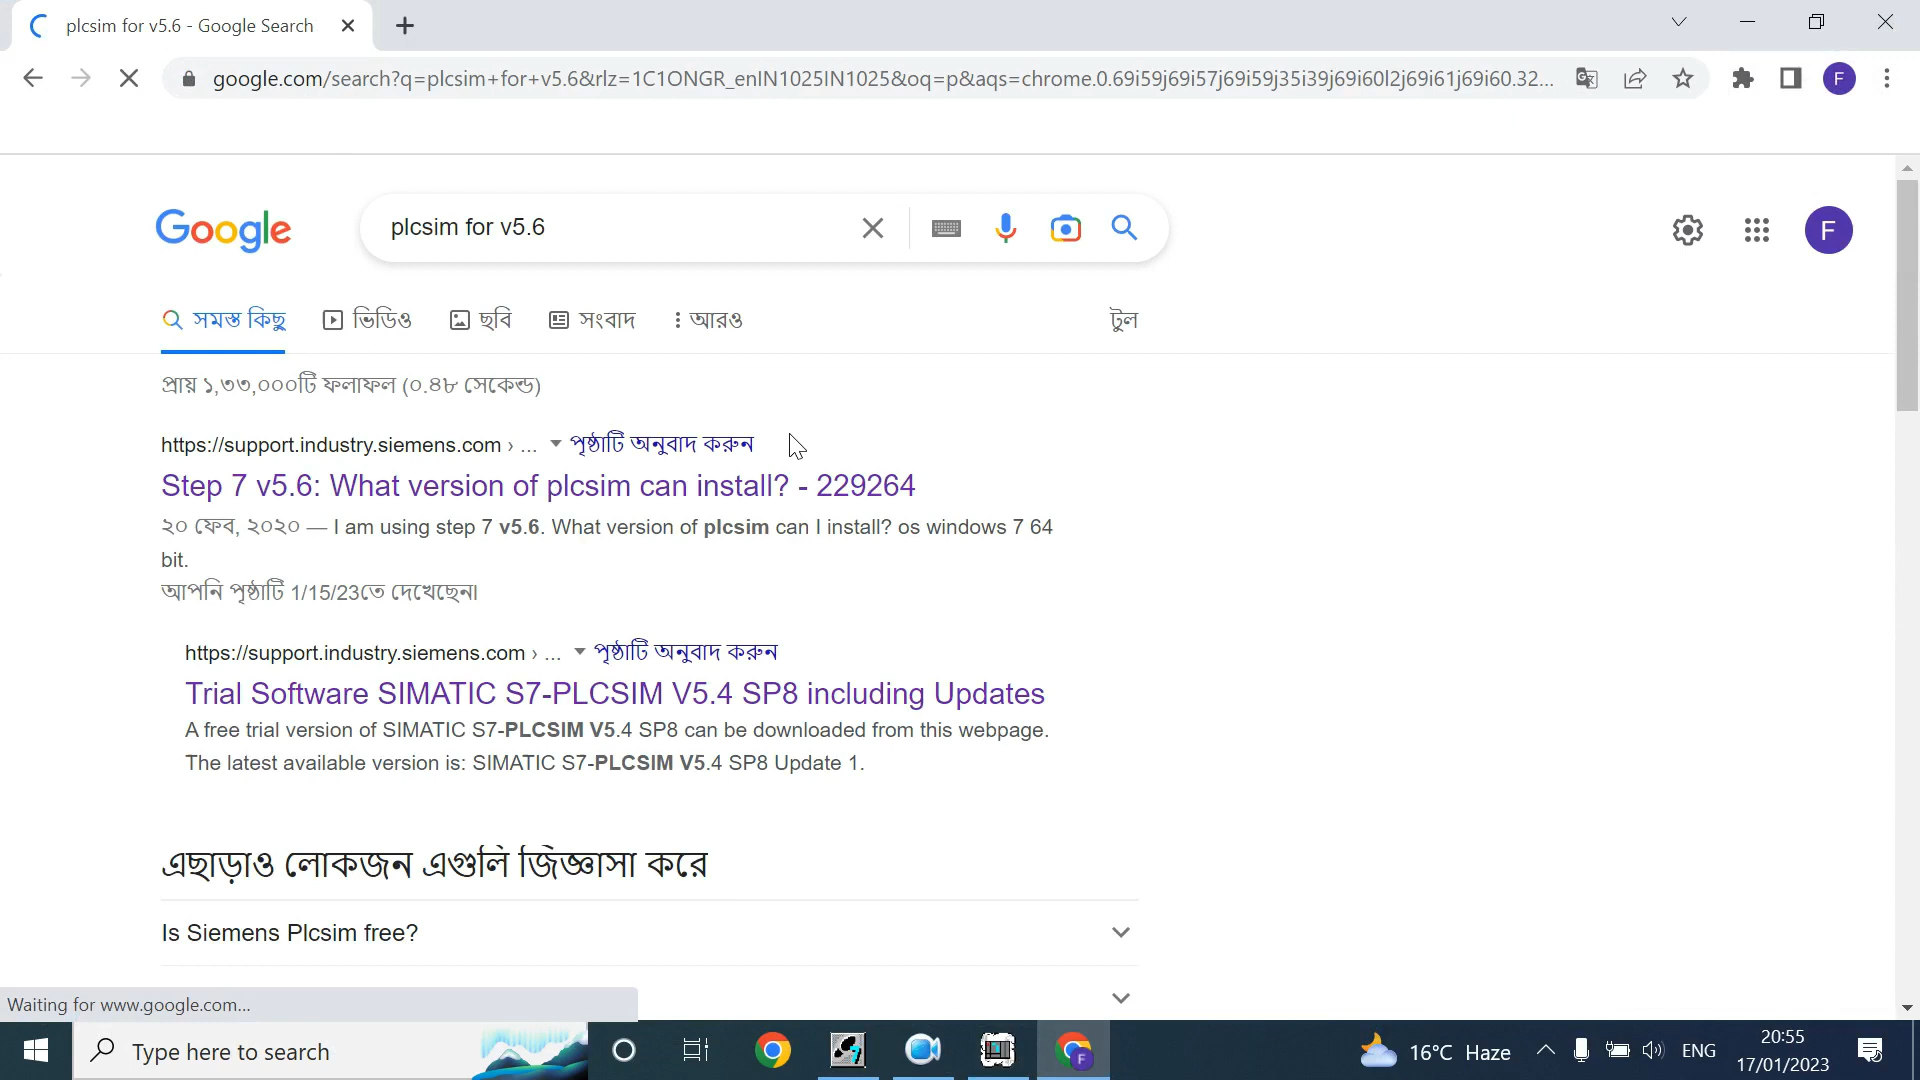 plcsim for v5.6 - Google Search
google.com/search?q=plcsim+for+v5.6&rlz=1C1ONGR_enIN1025IN1025&oq=p&aqs=chrome.0.69i59j69i57j69i59j35i39j69i60l2j69i61j69i60.32...
F
Google
plcsim for v5.6
F
সমস্ত কিছু ভিডিও ছবি সংবাদ আরও টুল
প্রায় ১,৩৩,০০০টি ফলাফল (০.৪৮ সেকেন্ড)
https://support.industry.siemens.com › ... পৃষ্ঠাটি অনুবাদ করুন
Step 7 v5.6: What version of plcsim can install? - 229264
২০ ফেব, ২০২০ — I am using step 7 v5.6. What version of plcsim can I install? os windows 7 64
bit.
আপনি পৃষ্ঠাটি 1/15/23তে দেখেছেন।
https://support.industry.siemens.com › ... পৃষ্ঠাটি অনুবাদ করুন
Trial Software SIMATIC S7-PLCSIM V5.4 SP8 including Updates
A free trial version of SIMATIC S7-PLCSIM V5.4 SP8 can be downloaded from this webpage.
The latest available version is: SIMATIC S7-PLCSIM V5.4 SP8 Update 1.
এছাড়াও লোকজন এগুলি জিজ্ঞাসা করে
Is Siemens Plcsim free?
Waiting for www.google.com...
Type here to search
F
16°C Haze
ENG
20:55
17/01/2023